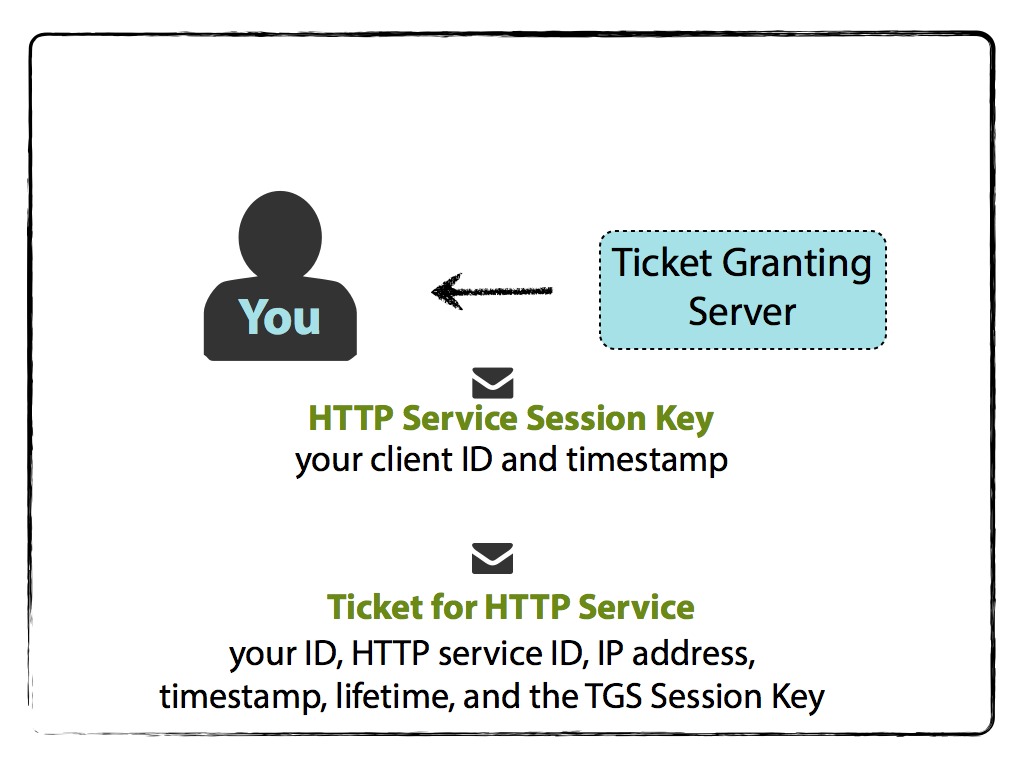 You
Ticket Granting
Server
HTTP Service Session Key
your client ID and timestamp
Ticket for HTTP Service
your ID, HTTP service ID, IP address,
timestamp, lifetime, and the TGS Session Key